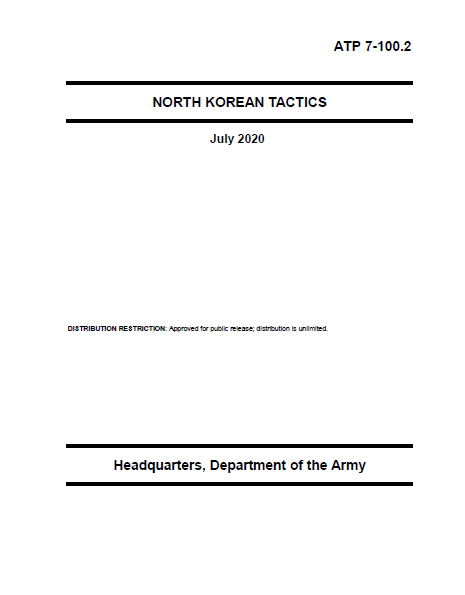 ATP 7-100.2
NORTH KOREAN TACTICS
July 2020
DISTRIBUTION RESTRICTION: Approved for public release; distribution is unlimited.
Headquarters, Department of the Army